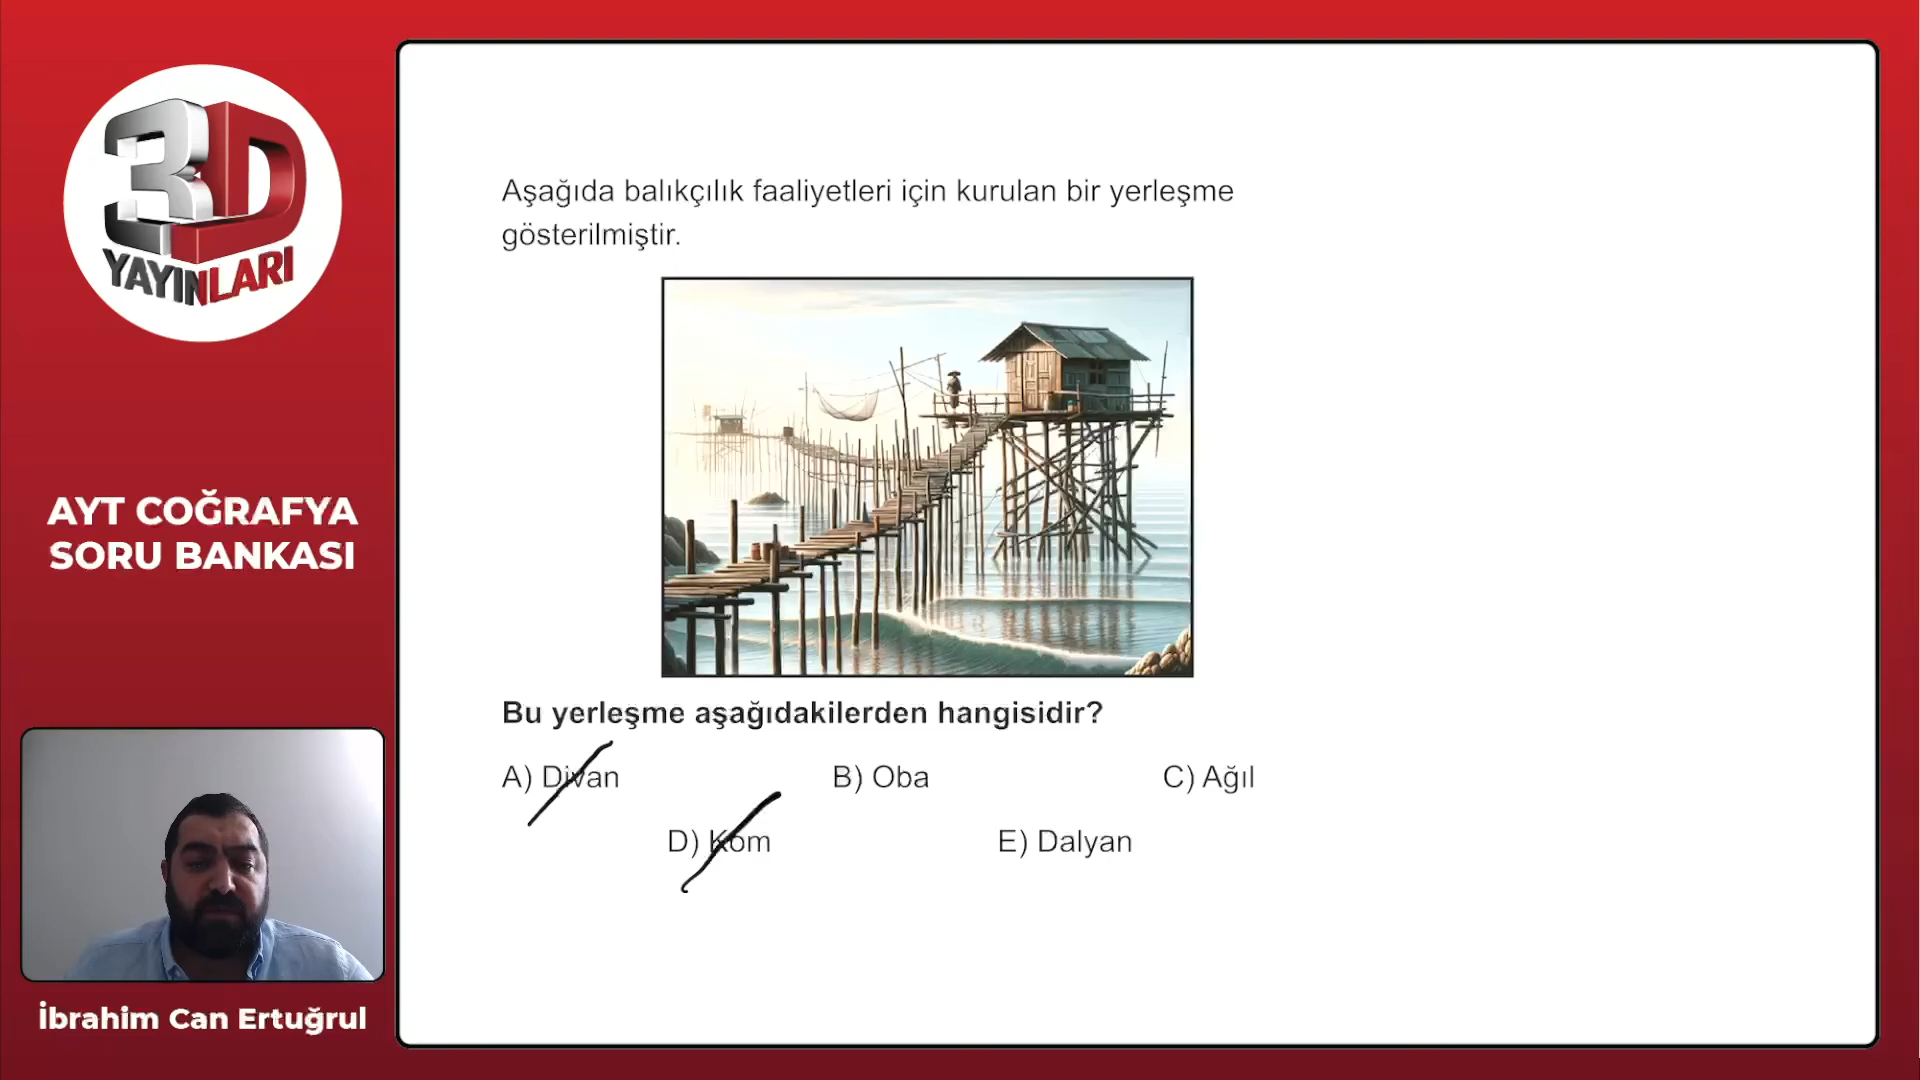 3D
YAYINLARI
AYT COĞRAFYA
SORU BANKASI
İbrahim Can Ertuğrul
Aşağıda balıkçılık faaliyetleri için kurulan bir yerleşme
gösterilmiştir.
Bu yerleşme aşağıdakilerden hangisidir?
A) Divan B) Oba C) Ağıl
D) Kom E) Dalyan